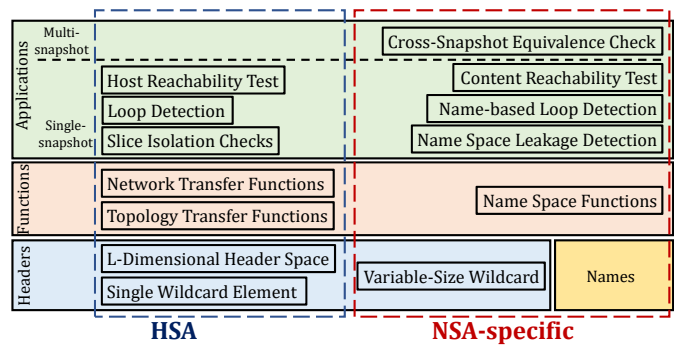 Applications
Multi-
snapshot
Cross-Snapshot Equivalence Check
Host Reachability Test
Content Reachability Test
Loop Detection
Name-based Loop Detection
Single-
snapshot
Slice Isolation Checks
Name Space Leakage Detection
Functions
Network Transfer Functions
Name Space Functions
Topology Transfer Functions
Headers
L-Dimensional Header Space
Variable-Size Wildcard
Names
Single Wildcard Element
HSA
NSA-specific